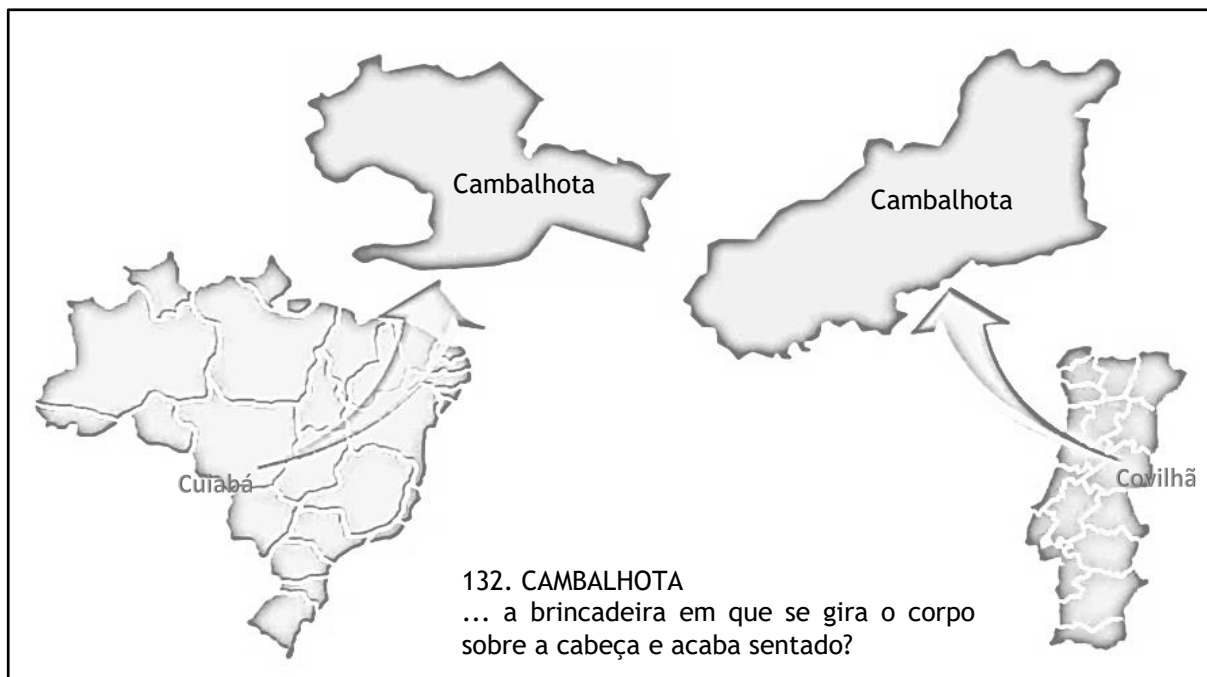 Cambalhota
Cambalhota
Cuiabá
Covilhã
132. CAMBALHOTA
... a brincadeira em que se gira o corpo
sobre a cabeça e acaba sentado?